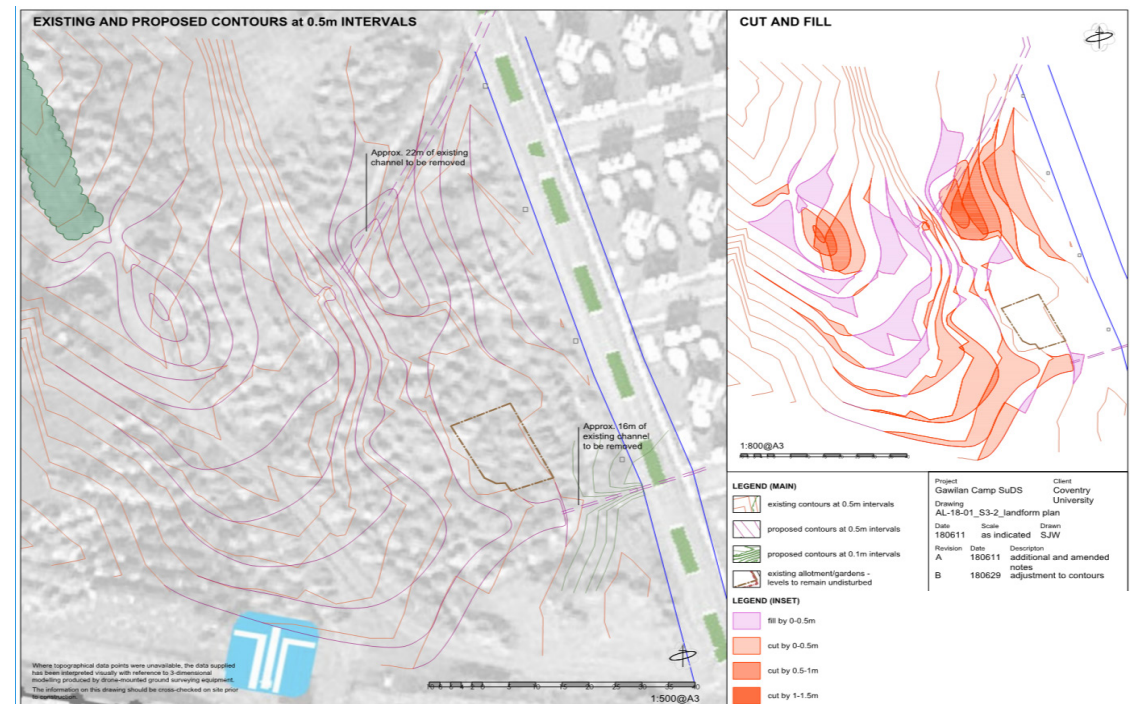 EXISTING AND PROPOSED CONTOURS at 0.5m INTERVALS
Approx. 22m of existing
channel to be removed
Approx. 16m of
existing channel
to be removed
Where topographical data points were unavailable, the data supplied
has been interpreted visually with reference to 3-dimensional
modelling produced by drone-mounted ground surveying equipment.
The information on this drawing should be cross-checked on site prior
to construction.
1:500@A3
CUT AND FILL
1:800@A3
LEGEND (MAIN)
existing contours at 0.5m intervals
proposed contours at 0.5m intervals
proposed contours at 0.1m intervals
existing allotment/gardens -
levels to remain undisturbed
LEGEND (INSET)
fill by 0-0.5m
cut by 0-0.5m
cut by 0.5-1m
cut by 1-1.5m
Project Client
Gawilan Camp SuDS Coventry
University
Drawing
AL-18-01_S3-2_landform plan
Date Scale Drawn
180611 as indicated SJW
Revision Date Descripton
A 180611 additional and amended
notes
B 180629 adjustment to contours